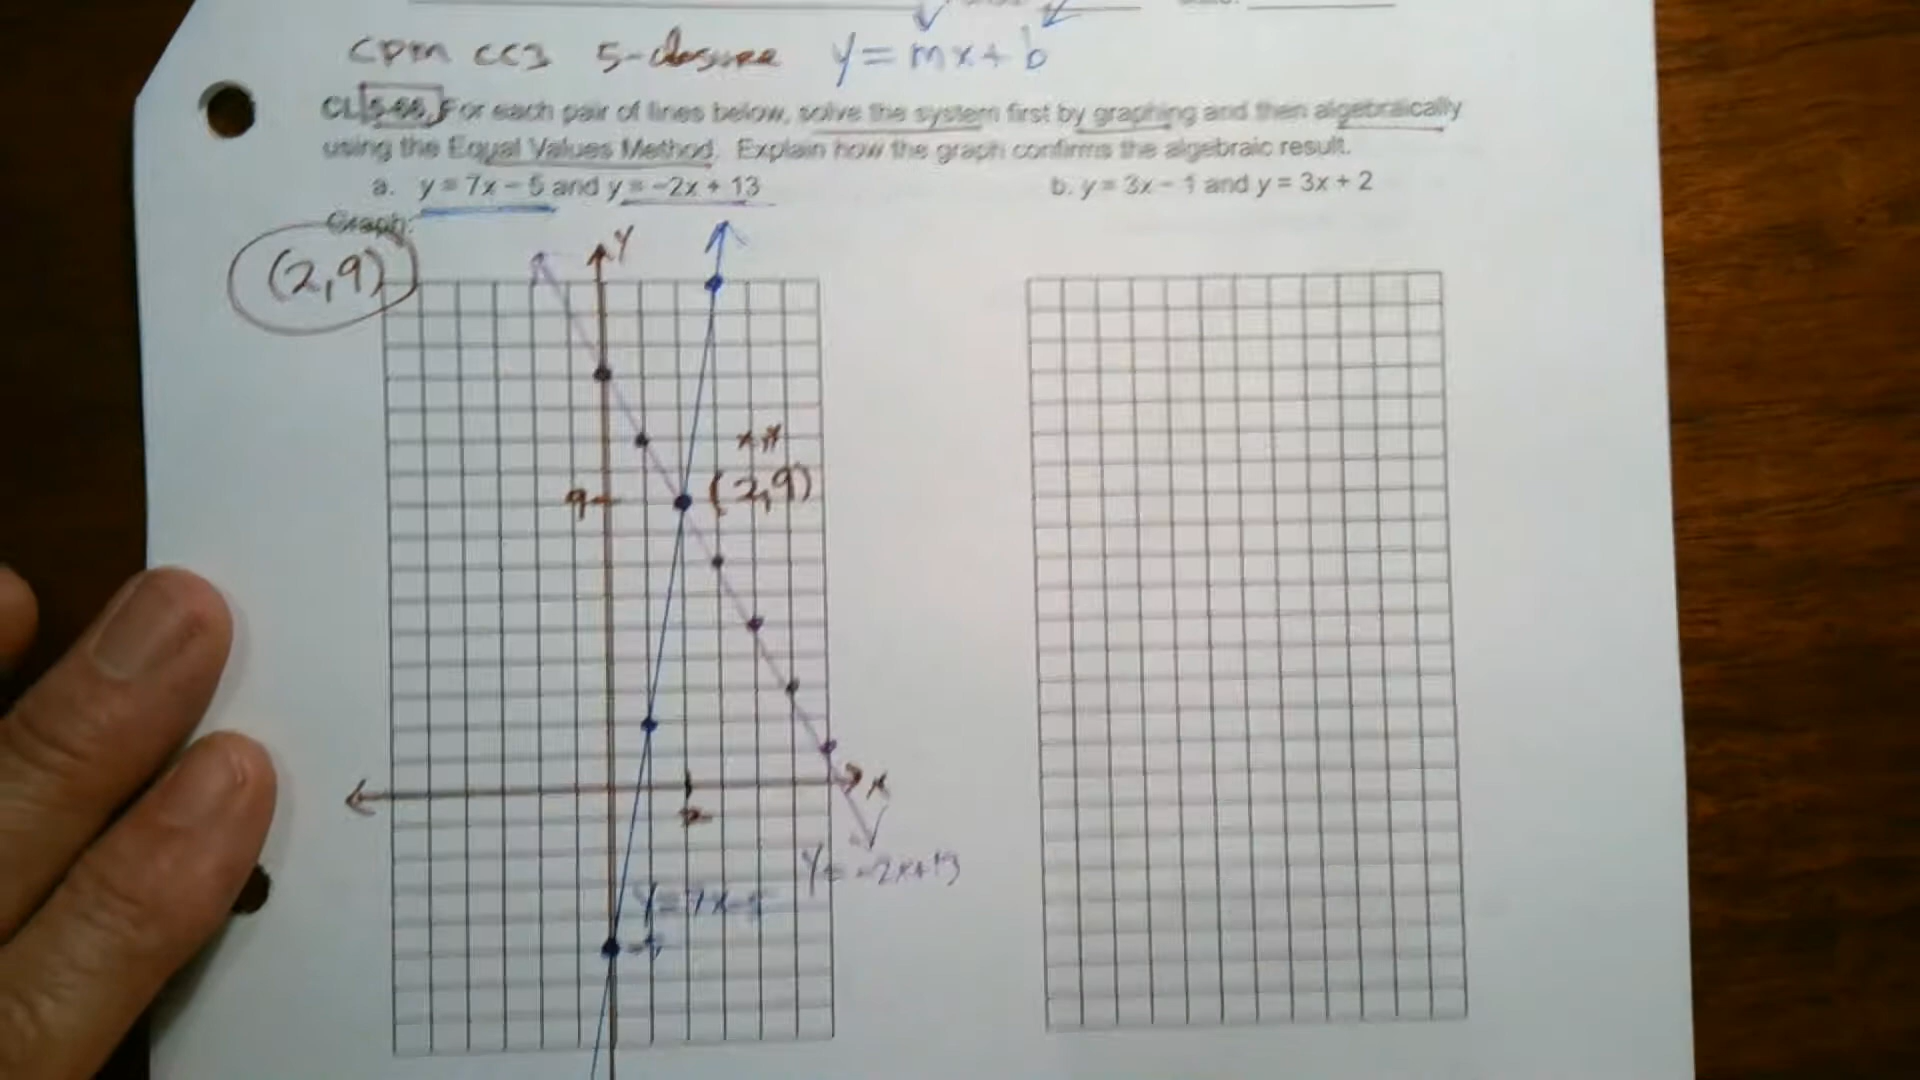 CPM CC3 5-closure y=mx+b
CL 5-66. For each pair of lines below, solve the system first by graphing and then algebraically
using the Equal Values Method. Explain how the graph confirms the algebraic result.
a. y = 7x – 5 and y = –2x + 13
b. y = 3x – 1 and y = 3x + 2
Graph:
(2,9)
Y
x y
9 (2,9)
x
2
Y=-2x+13
Y=7x-5